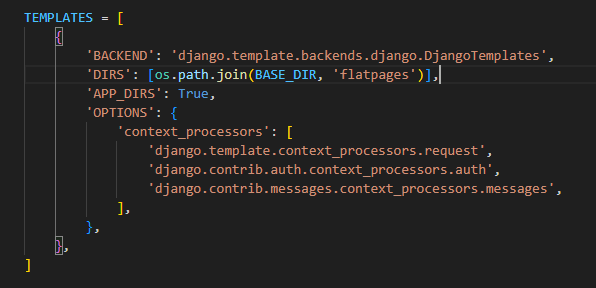 TEMPLATES = [
    {
        'BACKEND': 'django.template.backends.django.DjangoTemplates',
        'DIRS': [os.path.join(BASE_DIR, 'flatpages')],
        'APP_DIRS': True,
        'OPTIONS': {
            'context_processors': [
                'django.template.context_processors.request',
                'django.contrib.auth.context_processors.auth',
                'django.contrib.messages.context_processors.messages',
            ],
        },
    },
]